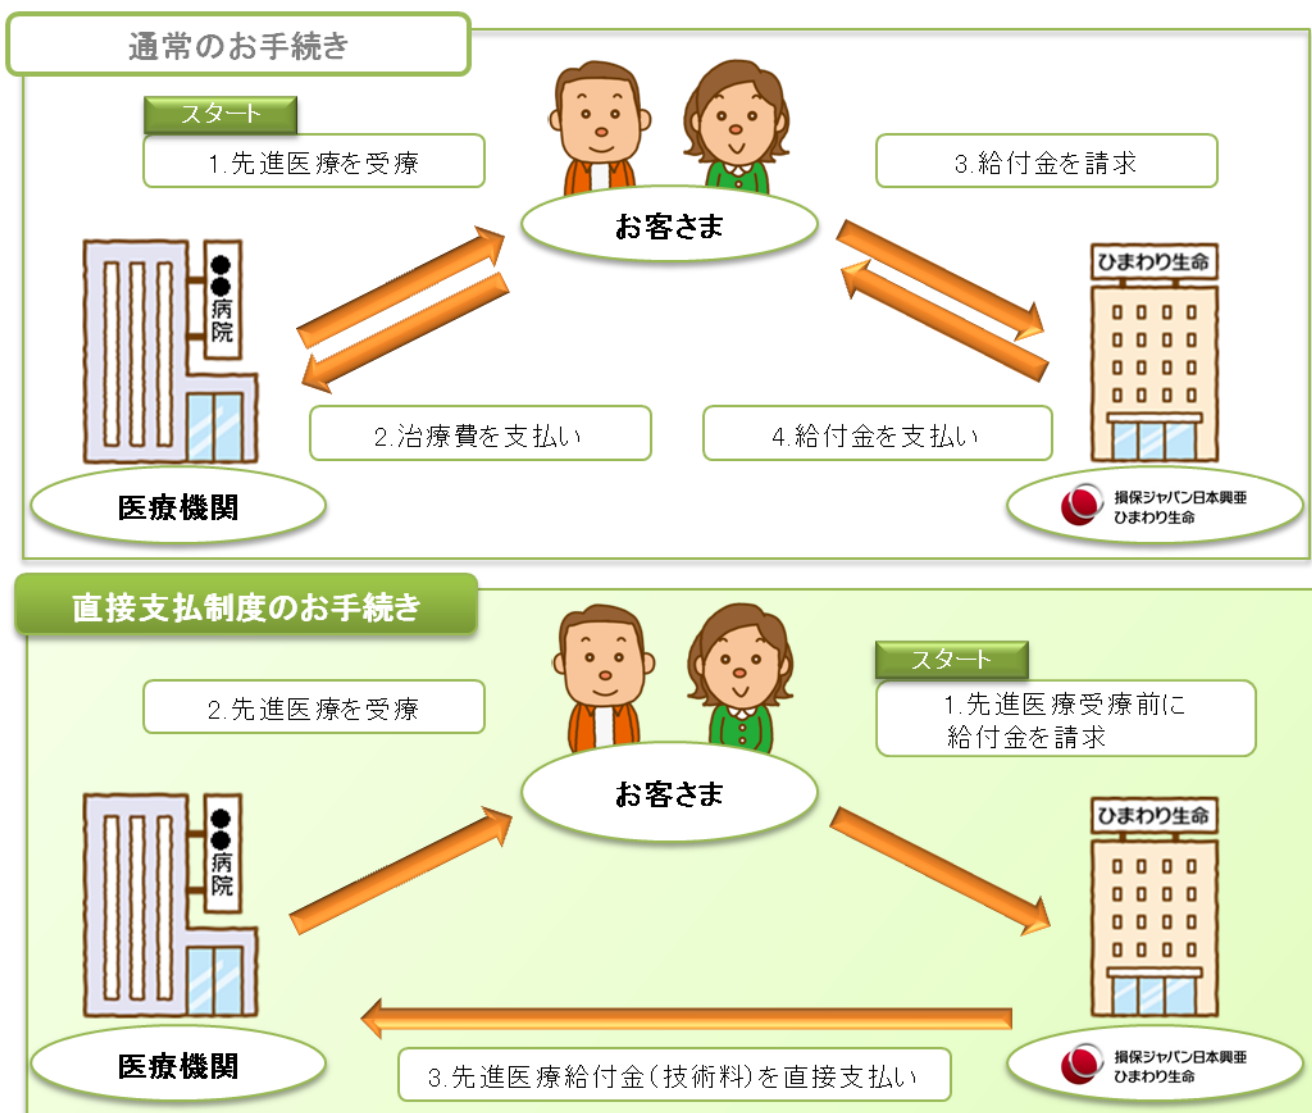 通常のお手続き
スタート
1.先進医療を受療
3.給付金を請求
お客さま
●●病院
ひまわり生命
2.治療費を支払い
4.給付金を支払い
医療機関
損保ジャパン日本興亜
ひまわり生命
直接支払制度のお手続き
スタート
2.先進医療を受療
1.先進医療受療前に
給付金を請求
お客さま
●●病院
ひまわり生命
医療機関
3.先進医療給付金(技術料)を直接支払い
損保ジャパン日本興亜
ひまわり生命